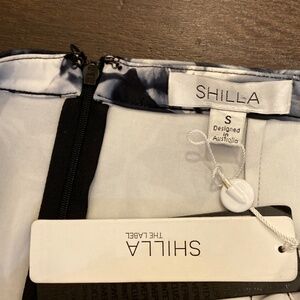 SHILLA
S
Designed
in
Australia
SHILLA
THE LABEL